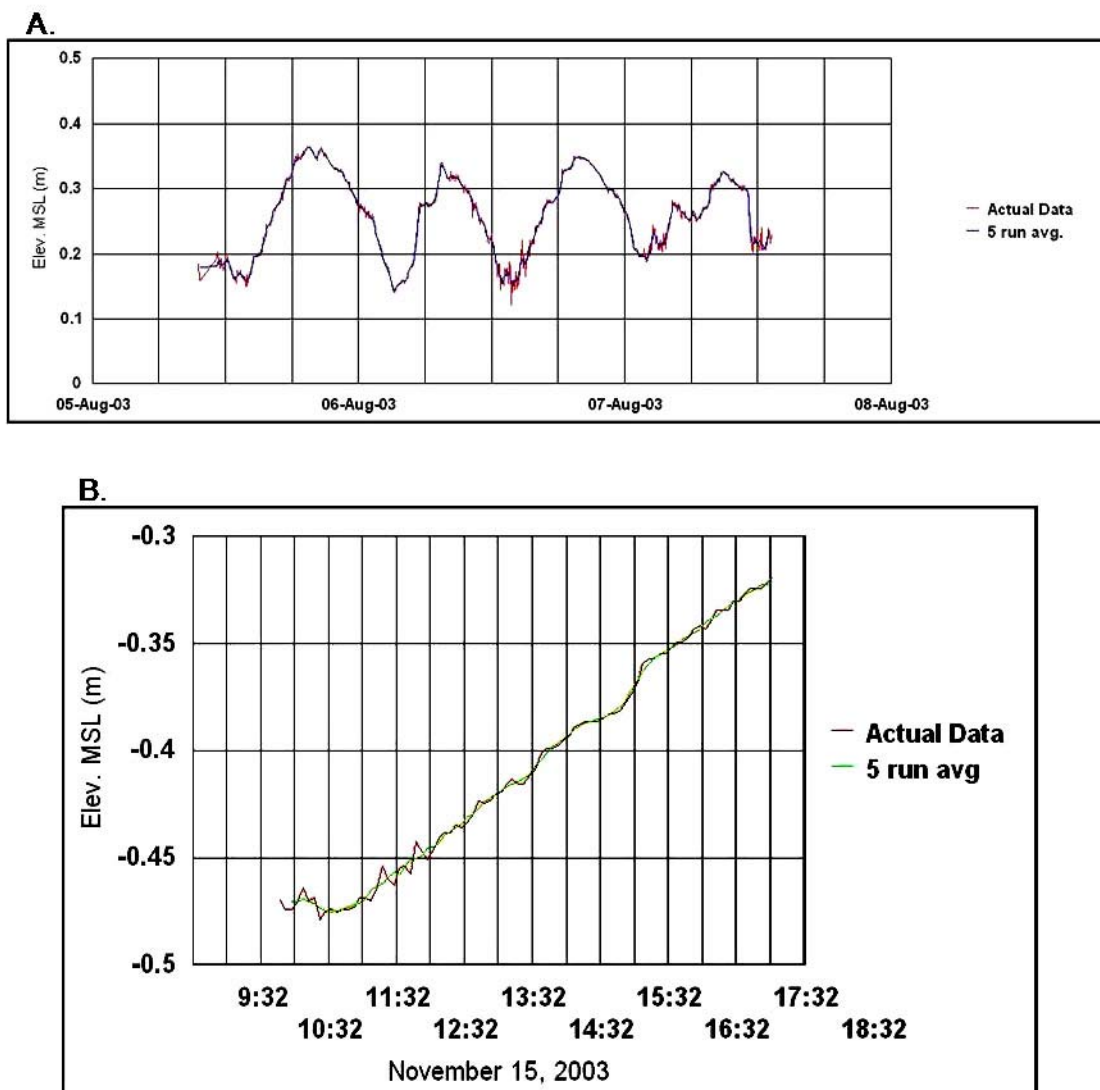 A.
0.5
0.4
0.3
0.2
0.1
0
Elev. MSL (m)
05-Aug-03 06-Aug-03 07-Aug-03 08-Aug-03
Actual Data
5 run avg.
B.
-0.3
-0.35
-0.4
-0.45
-0.5
Elev. MSL (m)
9:32 11:32 13:32 15:32 17:32
10:32 12:32 14:32 16:32 18:32
November 15, 2003
Actual Data
5 run avg